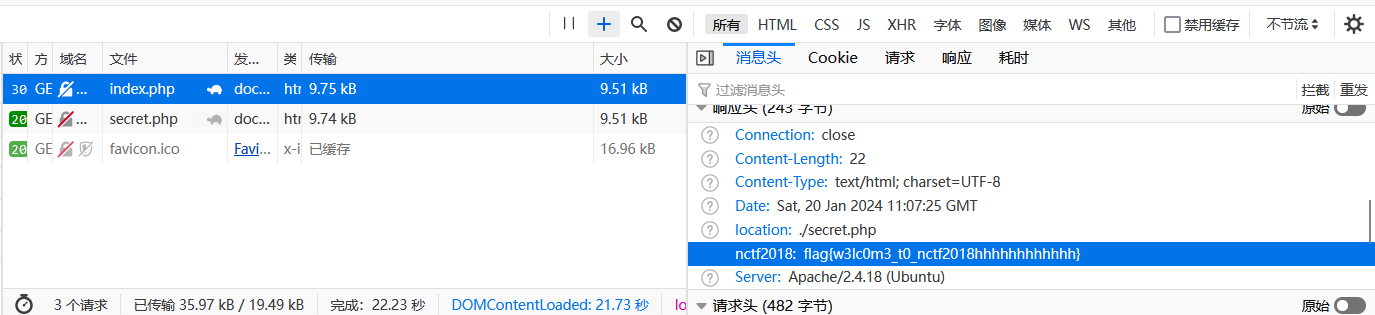 所有 HTML CSS JS XHR 字体 图像 媒体 WS 其他 禁用缓存 不节流
状 方 域名 文件 发... 类 传输 大小
30 GE ... index.php doc... htr 9.75 kB 9.51 kB
20 GE ... secret.php doc... htr 9.74 kB 9.51 kB
20 GE favicon.ico Favi... x-i 已缓存 16.96 kB
3 个请求 已传输 35.97 kB / 19.49 kB 完成：22.23 秒 DOMContentLoaded: 21.73 秒 lo
消息头 Cookie 请求 响应 耗时
过滤消息头 拦截 重发
响应头 (243 字节) 原始
Connection: close
Content-Length: 22
Content-Type: text/html; charset=UTF-8
Date: Sat, 20 Jan 2024 11:07:25 GMT
location: ./secret.php
nctf2018: flag{w3lc0m3_t0_nctf2018hhhhhhhhhhhhh}
Server: Apache/2.4.18 (Ubuntu)
请求头 (482 字节) 原始